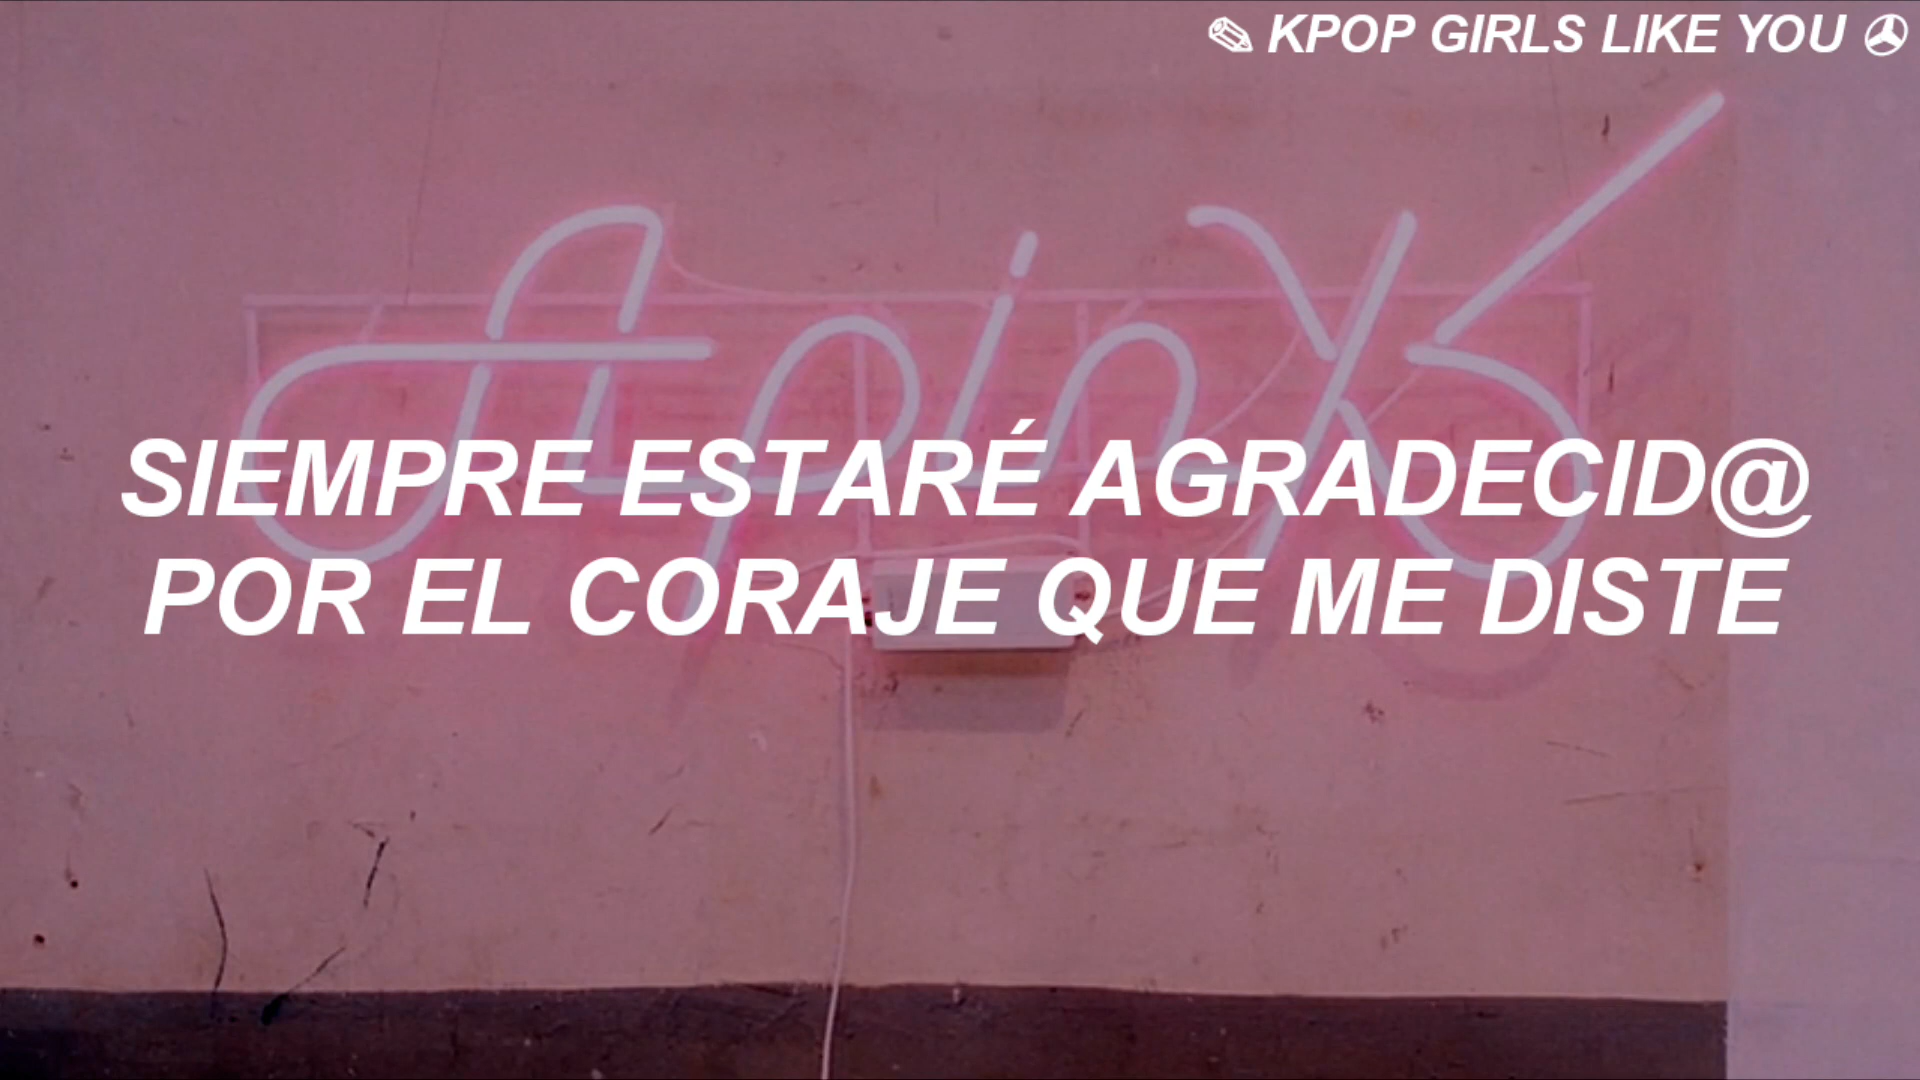 ✎ KPOP GIRLS LIKE YOU ✇
Apink
SIEMPRE ESTARÉ AGRADECID@
POR EL CORAJE QUE ME DISTE